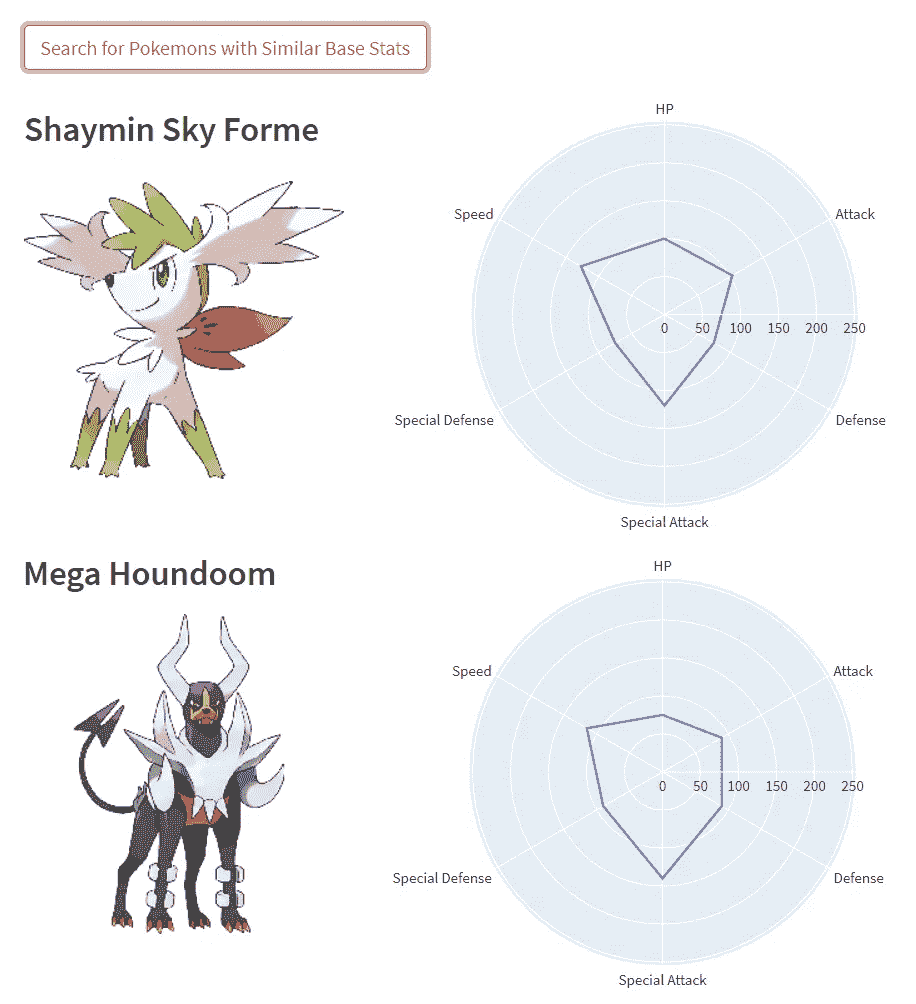 Search for Pokemons with Similar Base Stats
Shaymin Sky Forme
HP
Speed
Attack
0 50 100 150 200 250
Special Defense
Defense
Special Attack
Mega Houndoom
HP
Speed
Attack
0 50 100 150 200 250
Special Defense
Defense
Special Attack